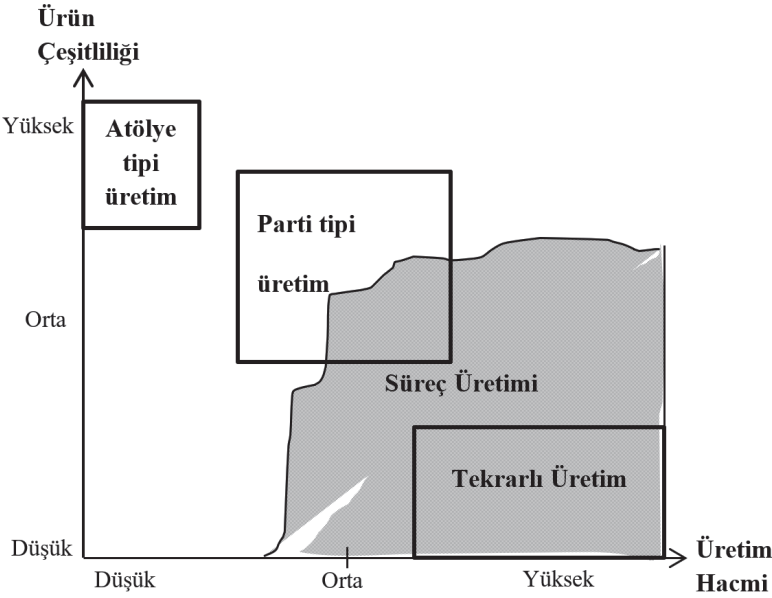 Ürün
Çeşitliliği
Yüksek
Atölye
tipi
üretim
Parti tipi
üretim
Orta
Süreç Üretimi
Tekrarlı Üretim
Düşük
Üretim
Hacmi
Düşük
Orta
Yüksek